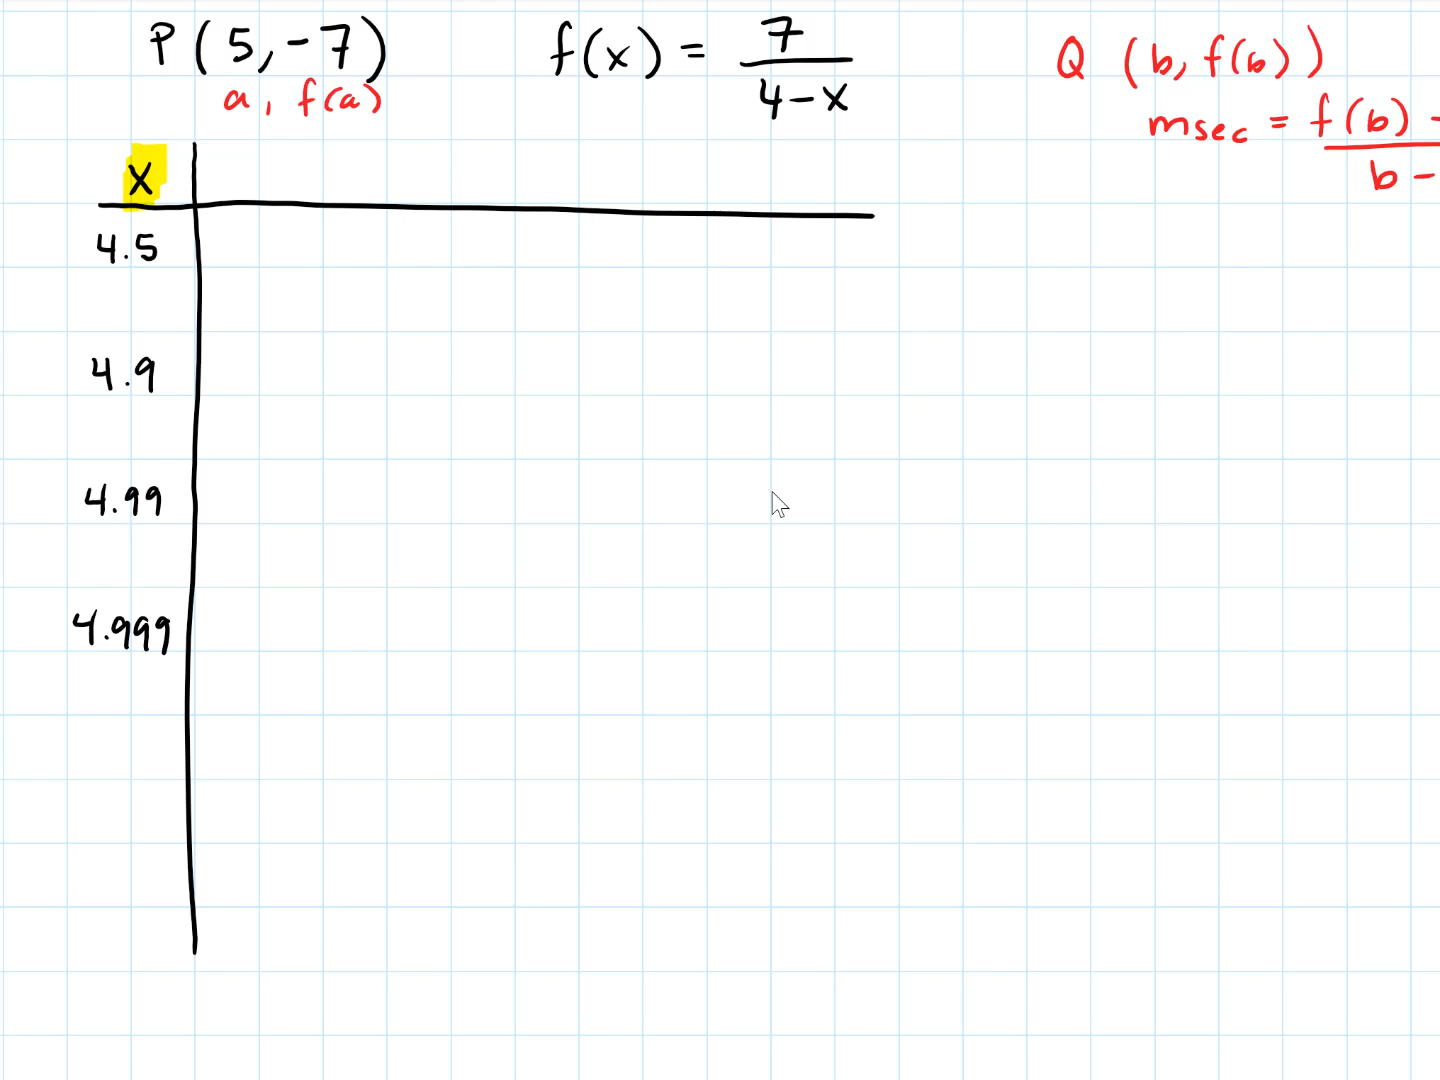 P (5, -7)
a, f(a)
f(x) = 7 / 4-x
Q (b, f(b))
msec = f(b) - / b -
x
4.5
4.9
4.99
4.999